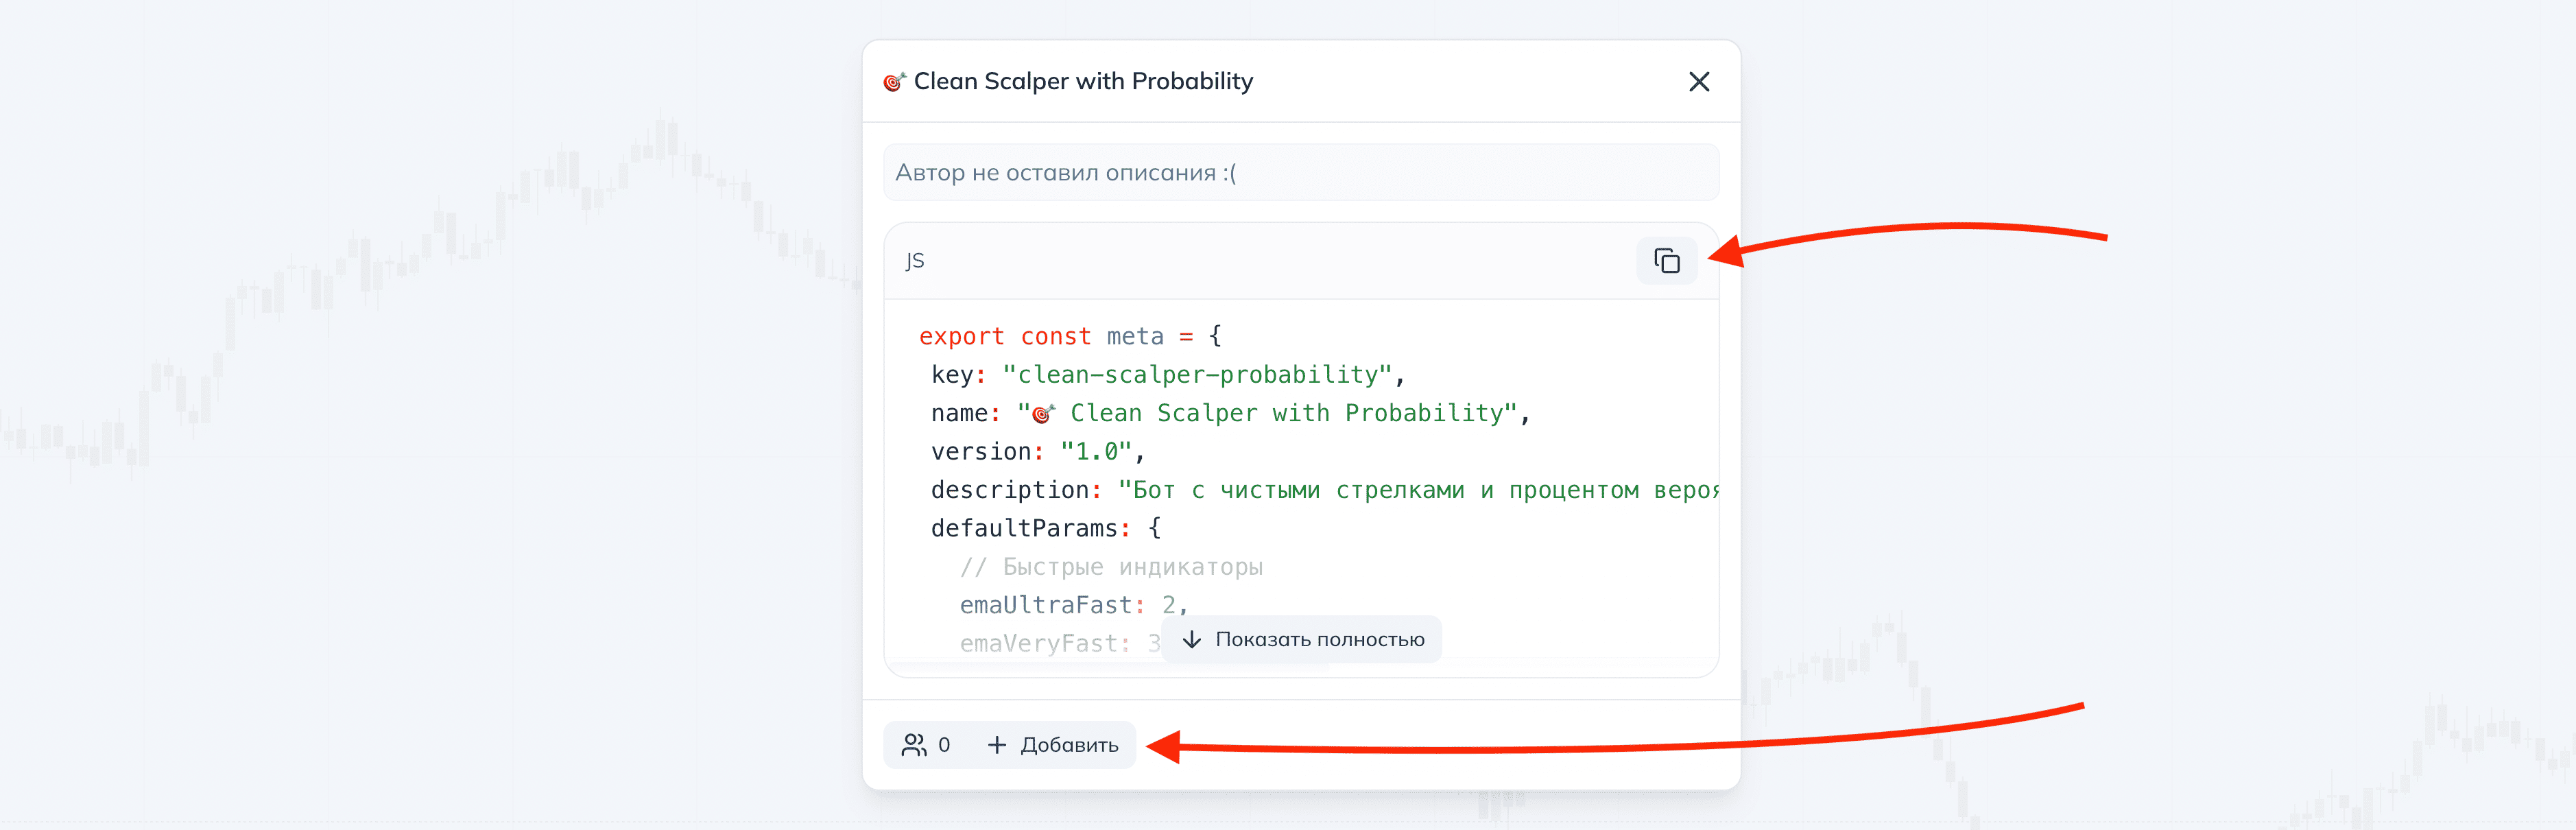 🎯 Clean Scalper with Probability
Автор не оставил описания :(
JS
export const meta = {
key: "clean-scalper-probability",
name: "🎯 Clean Scalper with Probability",
version: "1.0",
description: "Бот с чистыми стрелками и процентом
defaultParams: {
// Быстрые индикаторы
emaUltraFast: 2,
emaVeryFast: 3
Показать полностью
0 + Добавить